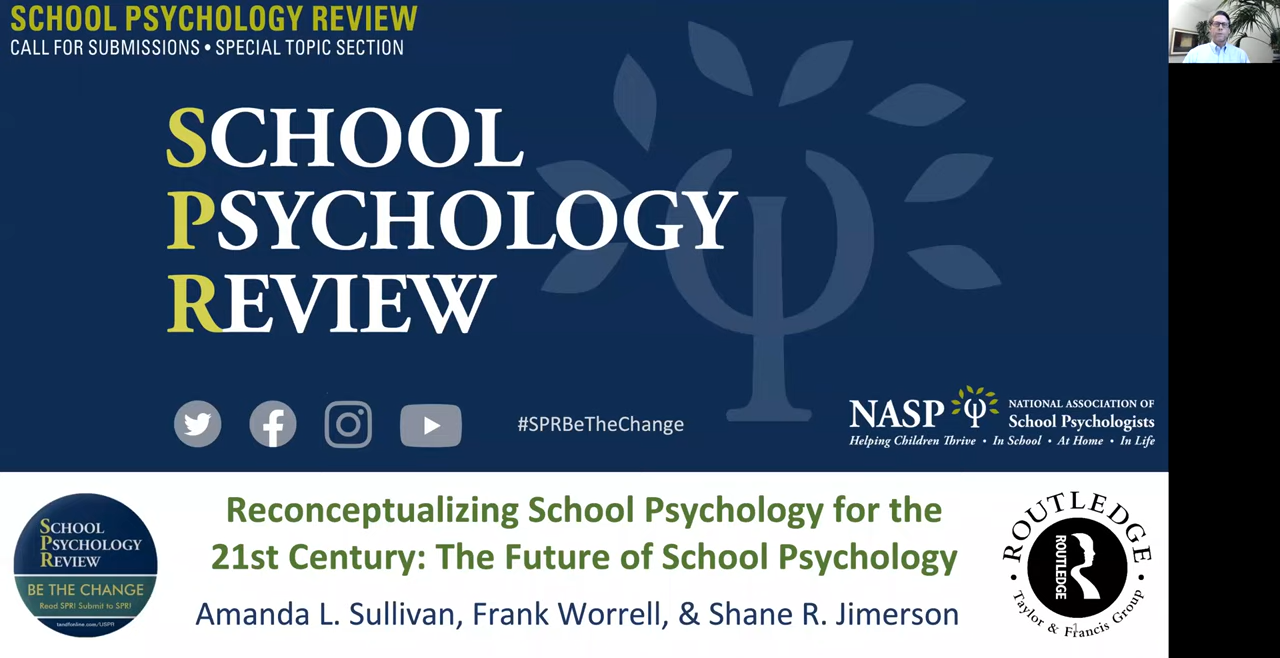 SCHOOL PSYCHOLOGY REVIEW
CALL FOR SUBMISSIONS • SPECIAL TOPIC SECTION
SCHOOL
PSYCHOLOGY
REVIEW
#SPRBeTheChange
NASP
NATIONAL ASSOCIATION OF
School Psychologists
Helping Children Thrive • In School • At Home • In Life
SCHOOL
PSYCHOLOGY
REVIEW
BE THE CHANGE
Read SPR! Submit to SPR!
tandfonline.com/USPR
Reconceptualizing School Psychology for the
21st Century: The Future of School Psychology
Amanda L. Sullivan, Frank Worrell, & Shane R. Jimerson
ROUTLEDGE
ROUTLEDGE
Taylor & Francis Group
1